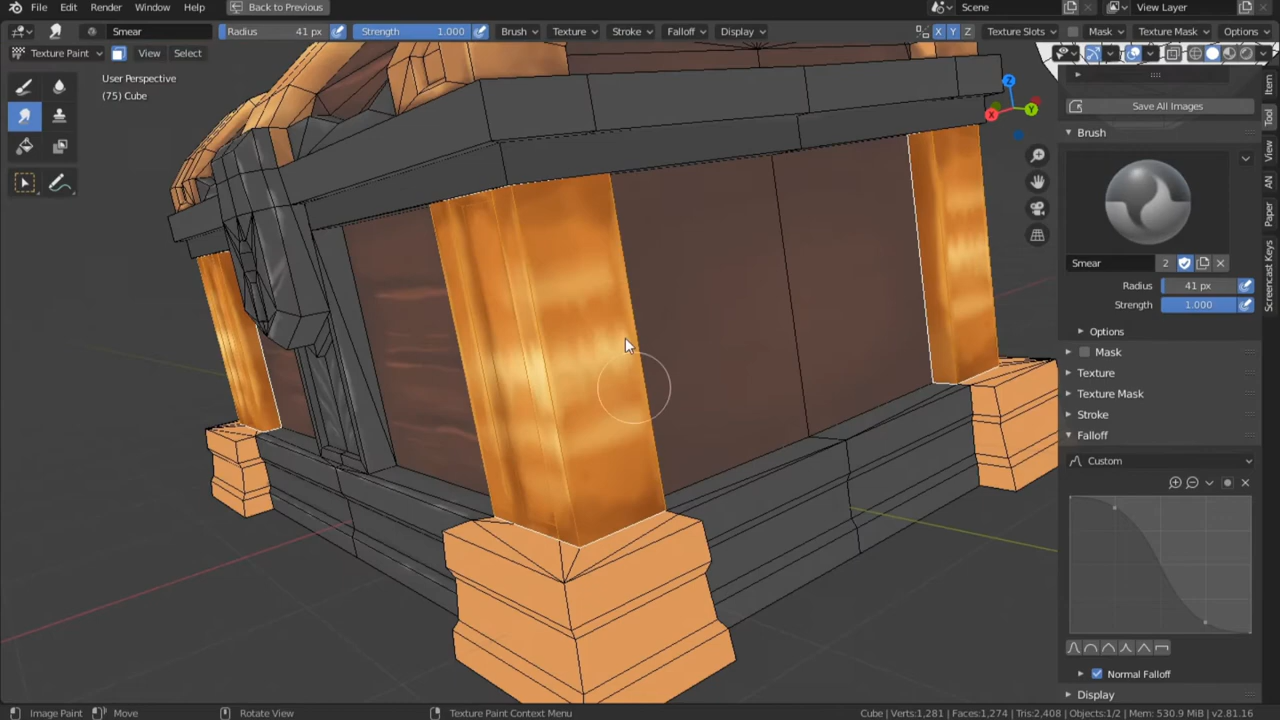 File Edit Render Window Help Back to Previous Scene View Layer
Smear Radius 41 px Strength 1.000 Brush Texture Stroke Falloff Display X Y Z Texture Slots Mask Texture Mask Options
Texture Paint View Select
User Perspective
(75) Cube
Z
X Y
Save All Images
Brush
Smear 2
Radius 41 px
Strength 1.000
Options
Mask
Texture
Texture Mask
Stroke
Falloff
Custom
Normal Falloff
Display
Item
Tool
View
AN
Paper
Screencast Keys
Image Paint Move Rotate View Texture Paint Context Menu Cube | Verts:1,281 | Faces:1,274 | Tris:2,408 | Objects:1/2 | Mem: 530.9 MiB | v2.81.16